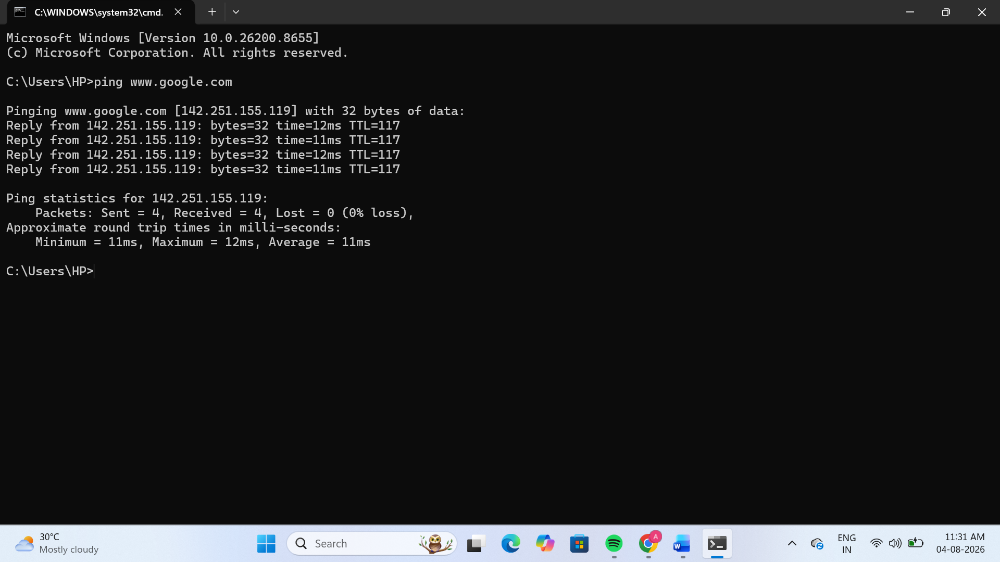 C:\WINDOWS\system32\cmd.
Microsoft Windows [Version 10.0.26200.8655]
(c) Microsoft Corporation. All rights reserved.
C:\Users\HP>ping www.google.com
Pinging www.google.com [142.251.155.119] with 32 bytes of data:
Reply from 142.251.155.119: bytes=32 time=12ms TTL=117
Reply from 142.251.155.119: bytes=32 time=11ms TTL=117
Reply from 142.251.155.119: bytes=32 time=12ms TTL=117
Reply from 142.251.155.119: bytes=32 time=11ms TTL=117
Ping statistics for 142.251.155.119:
    Packets: Sent = 4, Received = 4, Lost = 0 (0% loss),
Approximate round trip times in milli-seconds:
    Minimum = 11ms, Maximum = 12ms, Average = 11ms
C:\Users\HP>
30°C
Mostly cloudy
Search
A
W
ENG
IN
11:31 AM
04-08-2026